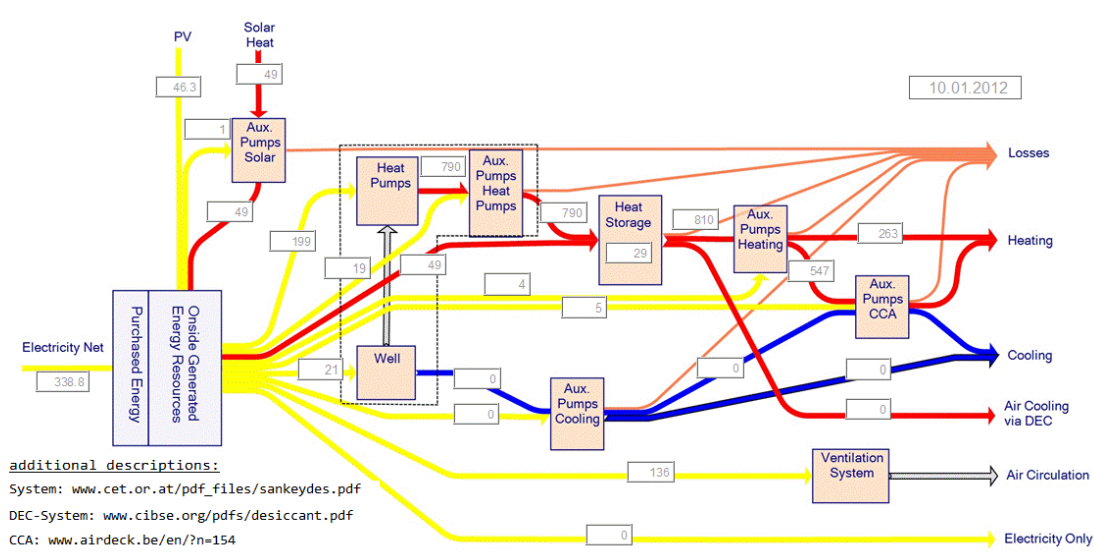 PV
Solar
Heat
46.3
49
10.01.2012
1
Aux.
Pumps
Solar
Losses
Heat
Pumps
790
Aux.
Pumps
Heat
Pumps
49
790
Heat
Storage
29
810
Aux.
Pumps
Heating
263
Heating
199
19
49
547
4
5
Aux.
Pumps
CCA
Purchased Energy
Onside Generated
Energy Resources
Electricity Net
338.8
21
Well
0
0
0
0
Cooling
Aux.
Pumps
Cooling
0
Air Cooling
via DEC
136
Ventilation
System
Air Circulation
0
Electricity Only
additional descriptions:
System: www.cet.or.at/pdf_files/sankeydes.pdf
DEC-System: www.cibse.org/pdfs/desiccant.pdf
CCA: www.airdeck.be/en/?n=154